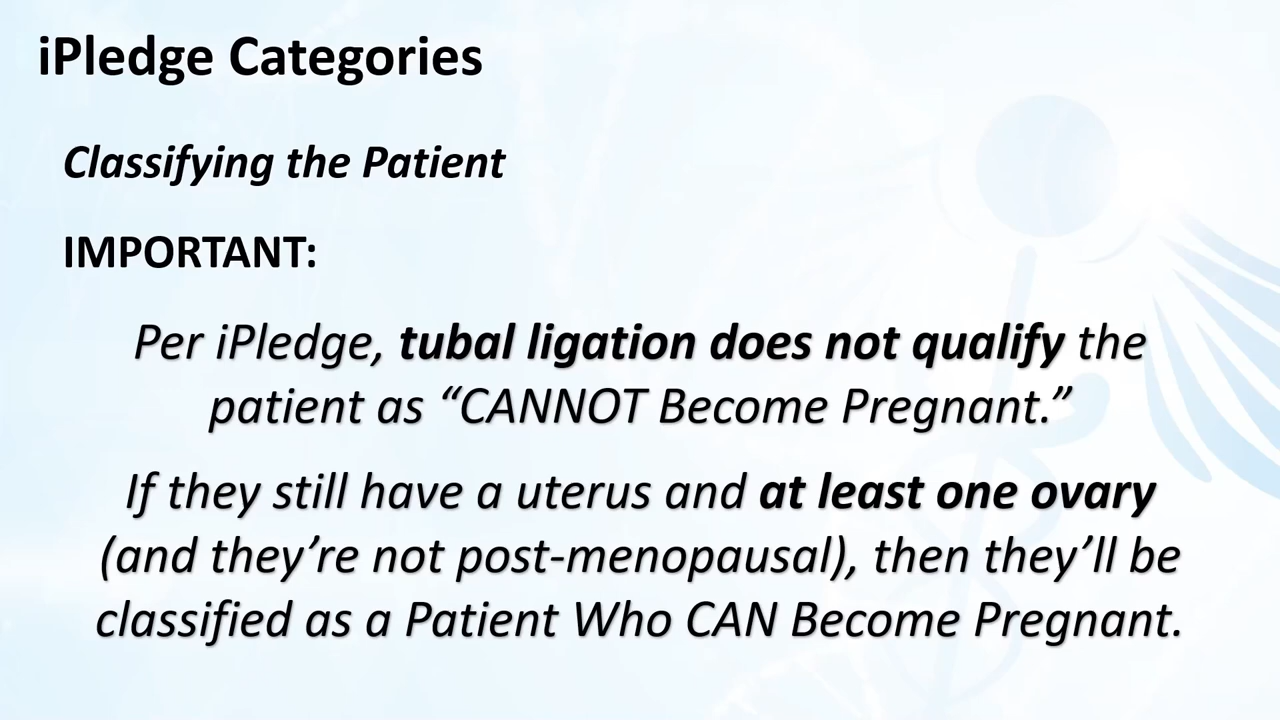 iPledge Categories
Classifying the Patient
IMPORTANT:
Per iPledge, tubal ligation does not qualify the
patient as “CANNOT Become Pregnant.”
If they still have a uterus and at least one ovary
(and they’re not post-menopausal), then they’ll be
classified as a Patient Who CAN Become Pregnant.